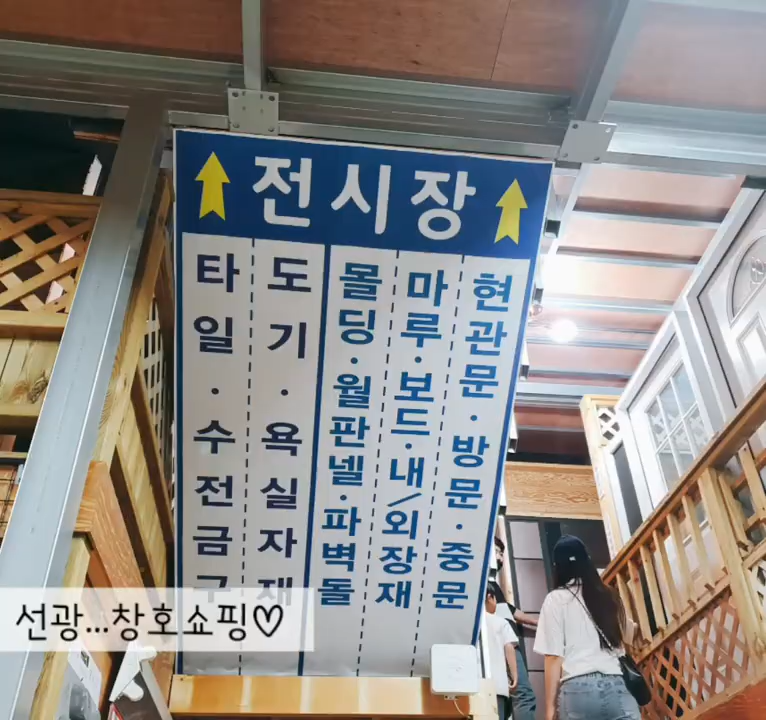 전시장
타일·수전금구
도기·욕실자재
몰딩·월판넬·파벽돌
마루·보드·내/외장재
현관문·방문·중문
선광...창호쇼핑♡